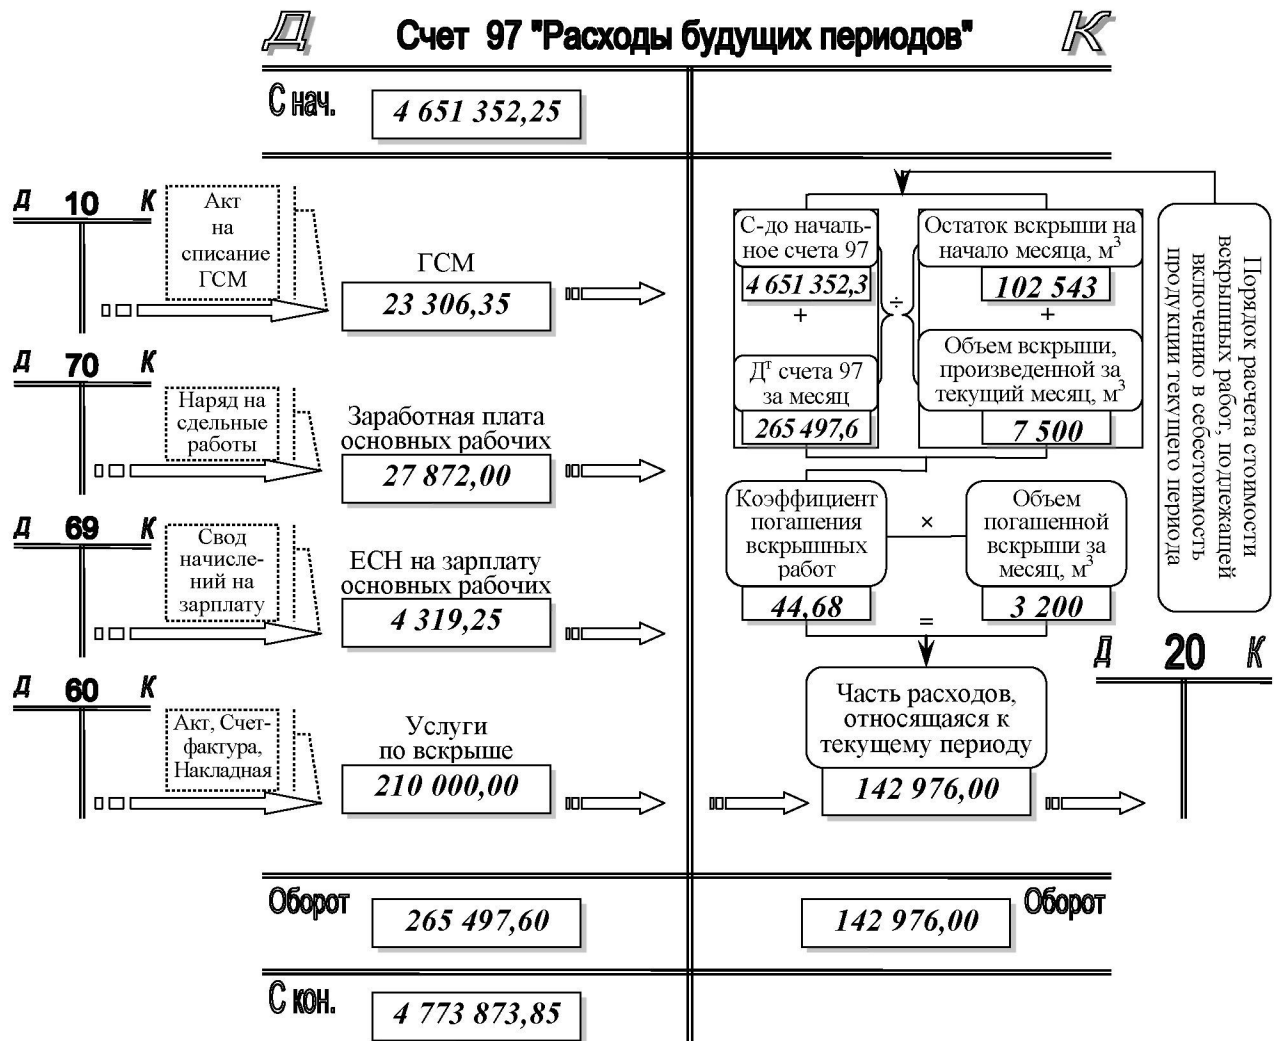 Д Счет 97 "Расходы будущих периодов" К
С нач.
4 651 352,25
Д 10 К
Акт
на
списание
ГСМ
ГСМ
23 306,35
Д 70 К
Наряд на
сдельные
работы
Заработная плата
основных рабочих
27 872,00
Д 69 К
Свод
начисле-
ний на
зарплату
ЕСН на зарплату
основных рабочих
4 319,25
Д 60 К
Акт, Счет-
фактура,
Накладная
Услуги
по вскрыше
210 000,00
С-до началь-
ное счета 97
4 651 352,3
+
Дᵗ счета 97
за месяц
265 497,6
÷
Остаток вскрыши на
начало месяца, м³
102 543
+
Объем вскрыши,
произведенной за
текущий месяц, м³
7 500
Коэффициент
погашения
вскрышных
работ
44,68
×
Объем
погашенной
вскрыши за
месяц, м³
3 200
=
Часть расходов,
относящаяся к
текущему периоду
142 976,00
Порядок расчета стоимости
вскрышных работ, подлежащей
включению в себестоимость
продукции текущего периода
Д 20 К
Оборот
265 497,60
142 976,00
Оборот
С кон.
4 773 873,85